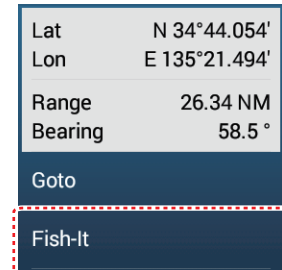 Lat N 34°44.054'
Lon E 135°21.494'
Range 26.34 NM
Bearing 58.5 °
Goto
Fish-It